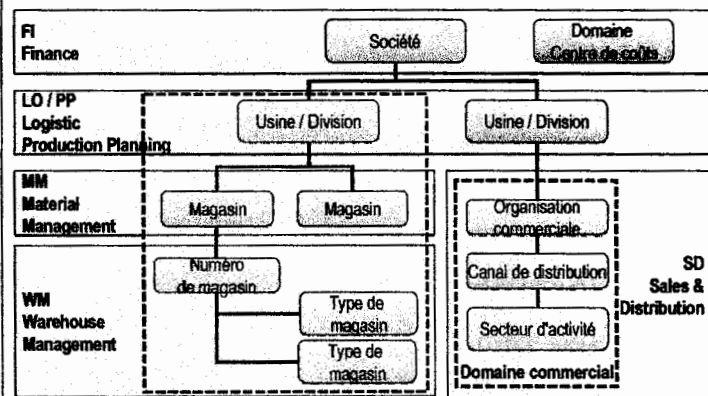 FI
Finance
Société
Domaine
Centre de coûts
LO / PP
Logistic
Production Planning
Usine / Division
Usine / Division
MM
Material
Management
Magasin
Magasin
Organisation
commerciale
Numéro
de magasin
Canal de distribution
SD
Sales &
Distribution
WM
Warehouse
Management
Type de
magasin
Secteur d'activité
Type de
magasin
Domaine commercial